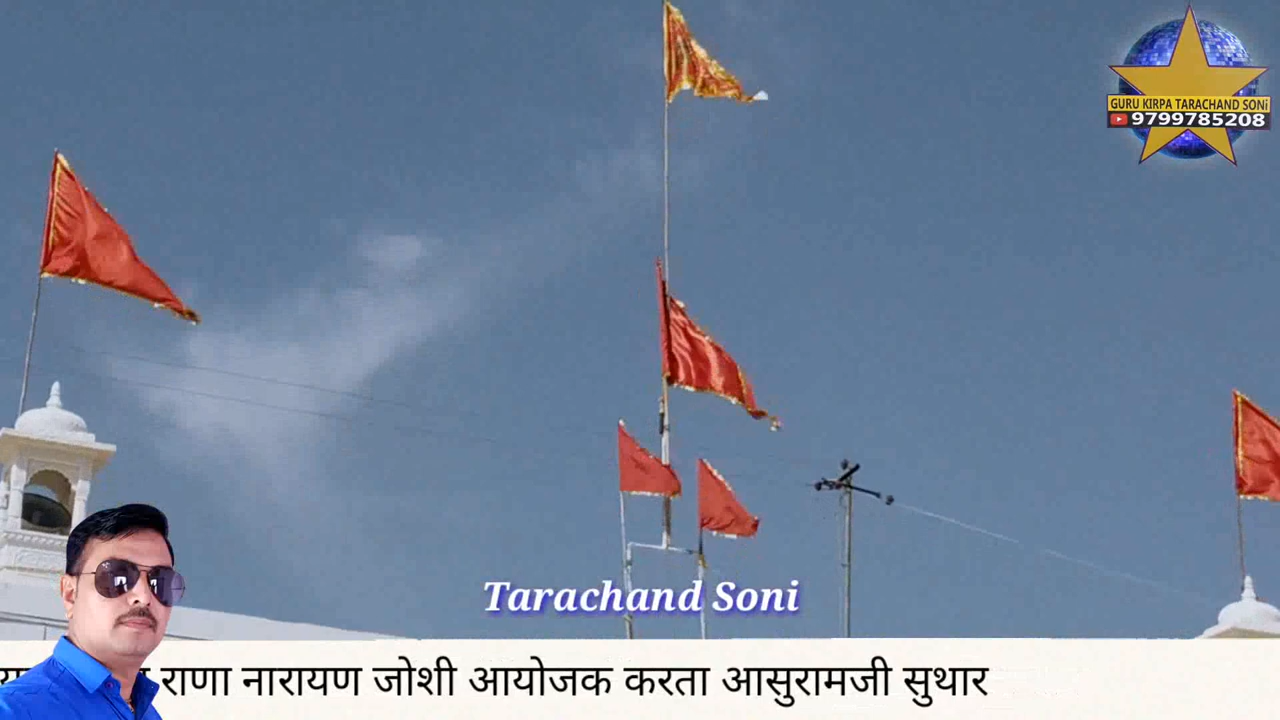 GURU KIRPA TARACHAND SONi
9799785208
Tarachand Soni
राणा नारायण जोशी आयोजक करता आसुरामजी सुथार